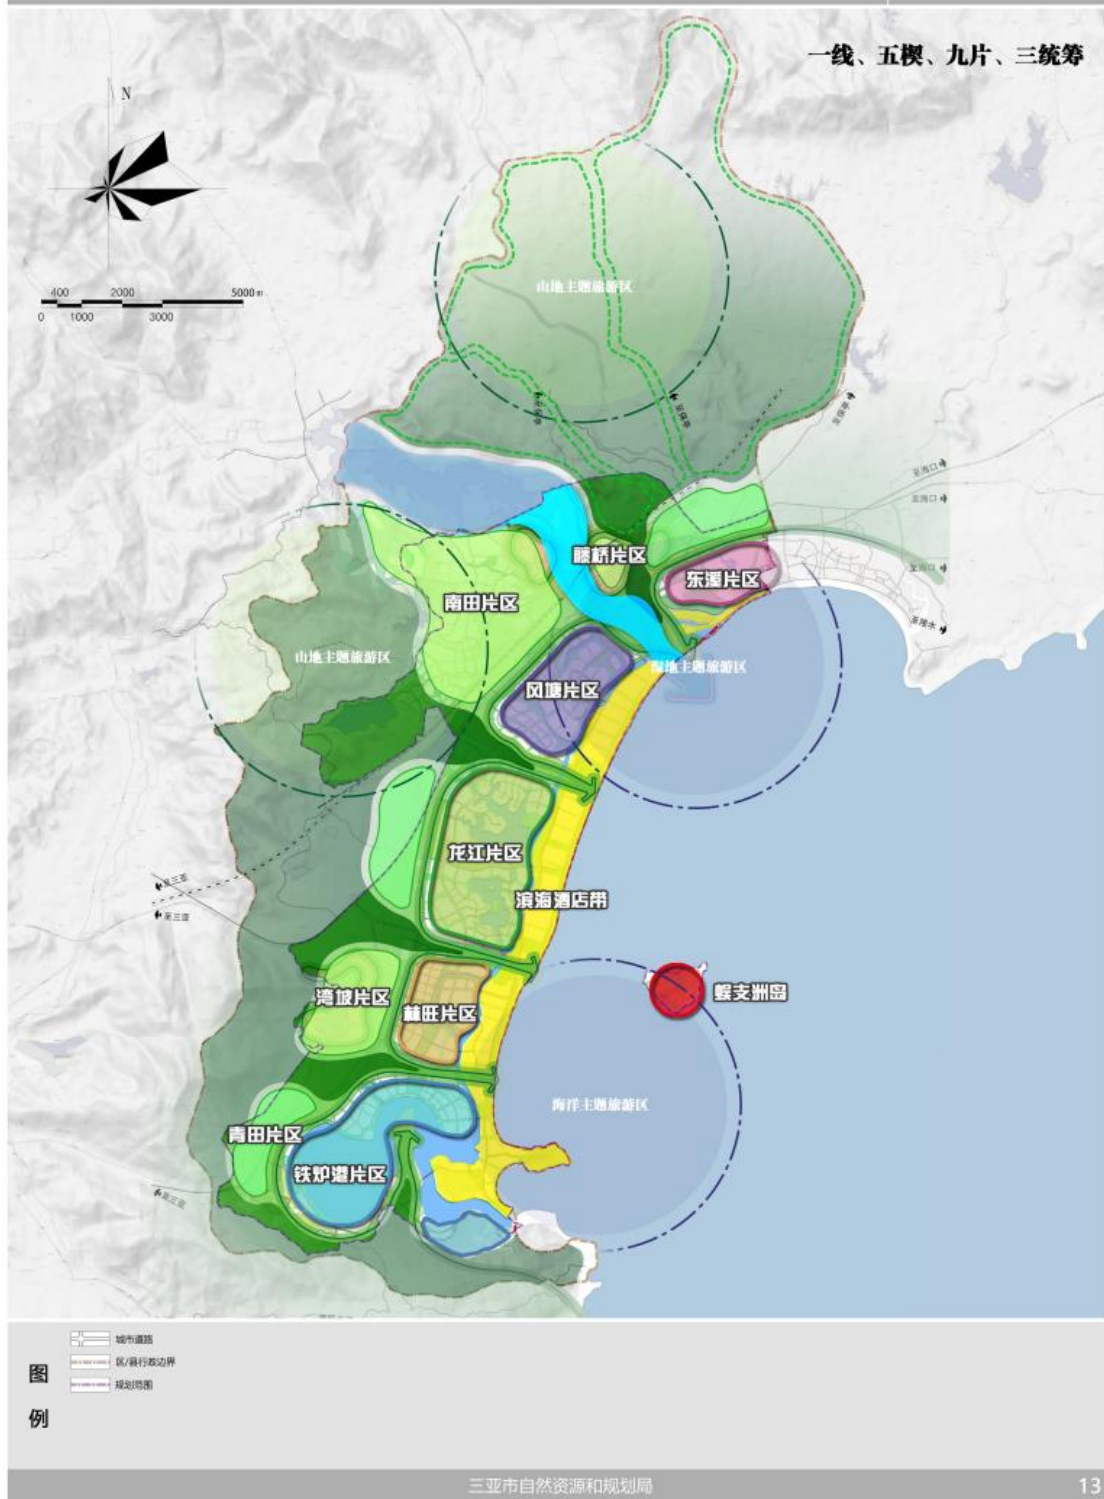 一线、五楔、九片、三统筹
N
400 2000 5000 m
0 1000 3000
山地主题旅游区
至保亭
至保亭
至海口
至海口
至海口
至陵水
藤桥片区
东溪片区
南田片区
山地主题旅游区
湿地主题旅游区
风塘片区
龙江片区
滨海酒店带
至三亚
至三亚
湾坡片区
林旺片区
蜈支洲岛
海洋主题旅游区
青田片区
铁炉港片区
至三亚
图例
城市道路
区/县行政边界
规划范围
三亚市自然资源和规划局
13